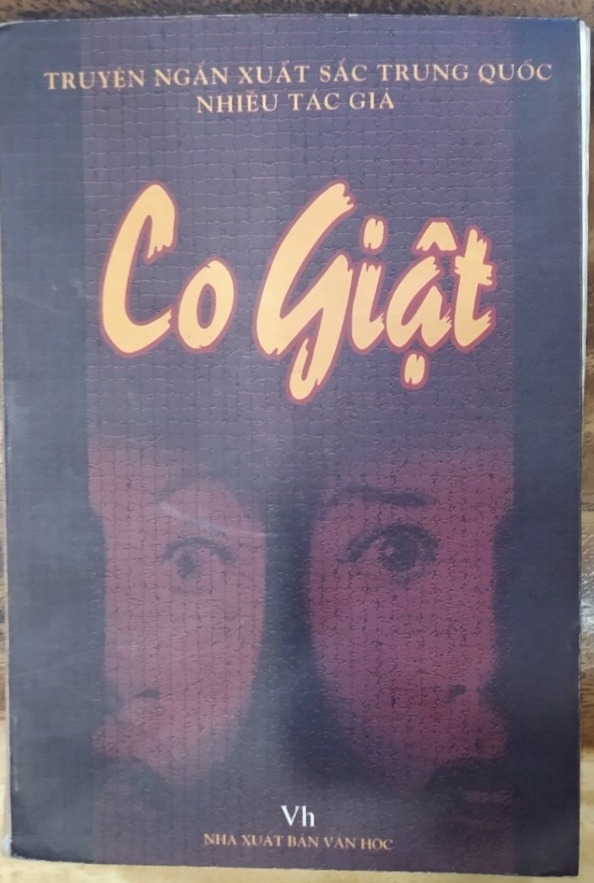 TRUYỆN NGẮN XUẤT SẮC TRUNG QUỐC
NHIỀU TÁC GIẢ
Co Giật
Vh
NHÀ XUẤT BẢN VĂN HỌC